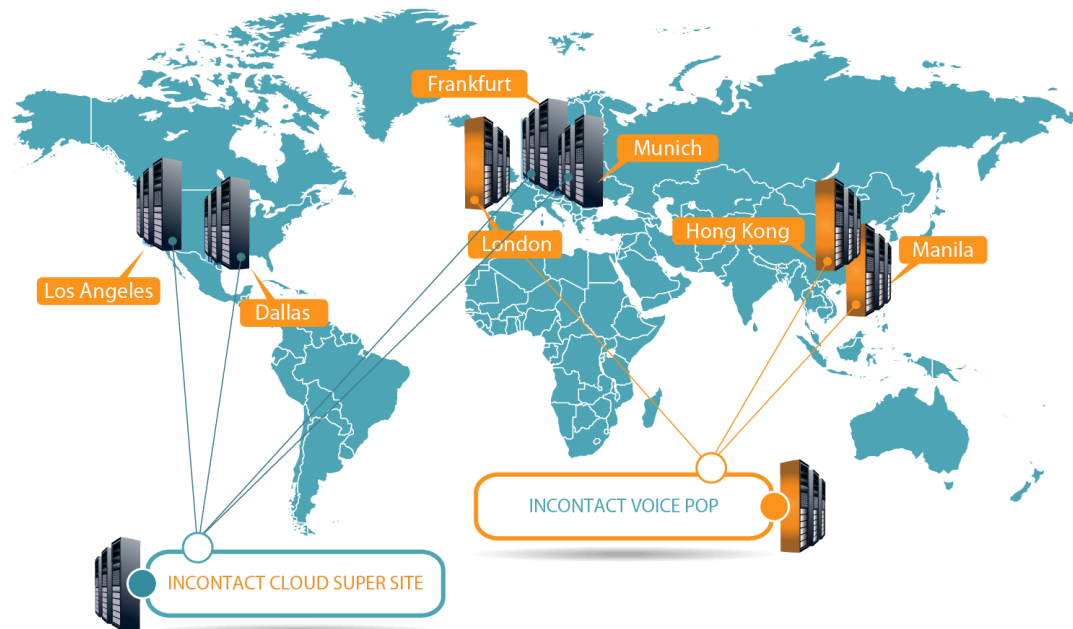 Frankfurt
Munich
London
Hong Kong
Manila
Los Angeles
Dallas
INCONTACT VOICE POP
INCONTACT CLOUD SUPER SITE